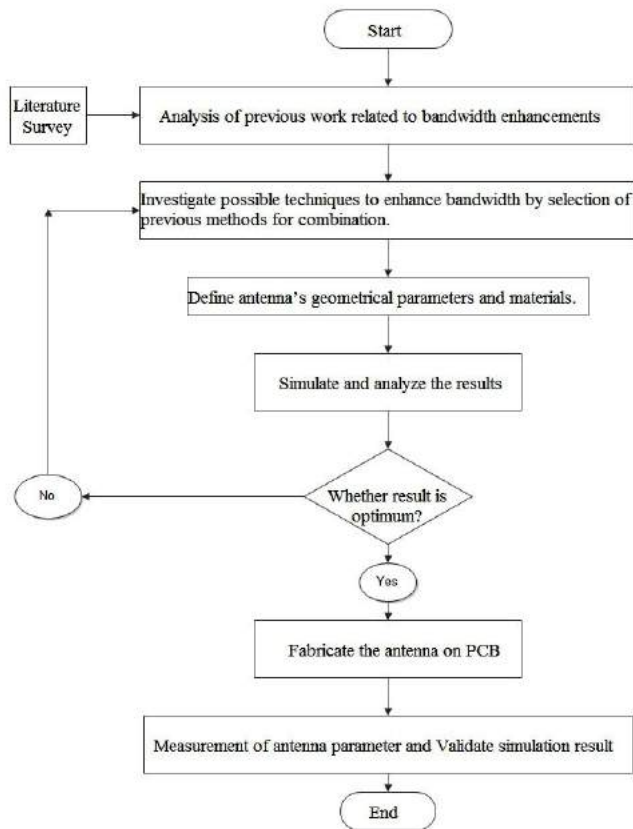 Start
Literature
Survey
Analysis of previous work related to bandwidth enhancements
Investigate possible techniques to enhance bandwidth by selection of
previous methods for combination.
Define antenna’s geometrical parameters and materials.
Simulate and analyze the results
Whether result is
optimum?
No
Yes
Fabricate the antenna on PCB
Measurement of antenna parameter and Validate simulation result
End